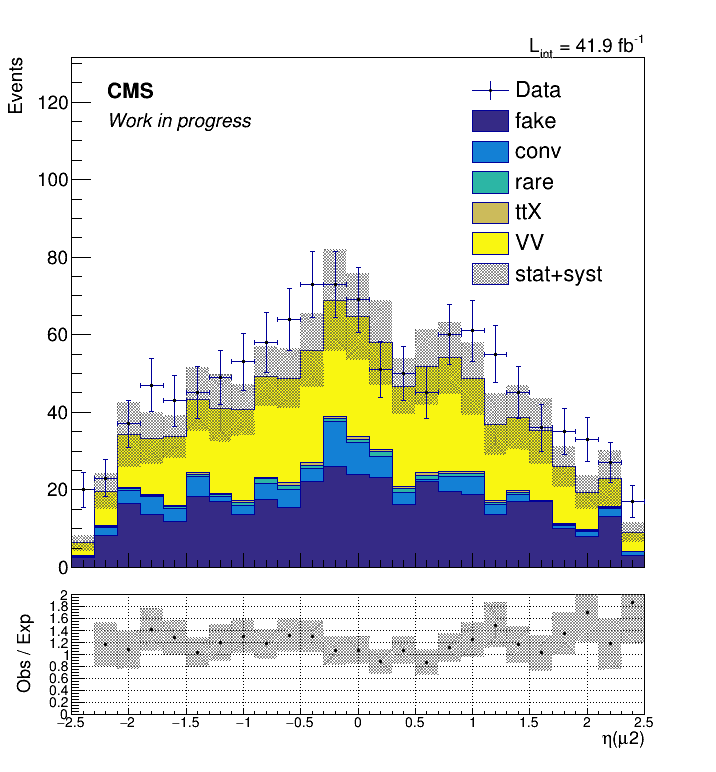 L_int = 41.9 fb^-1
Events
CMS
Work in progress
Data
fake
conv
rare
ttX
VV
stat+syst
120
100
80
60
40
20
0
Obs / Exp
2
1.8
1.6
1.4
1.2
1
0.8
0.6
0.4
0.2
0
−2.5 −2 −1.5 −1 −0.5 0 0.5 1 1.5 2 2.5
η(μ2)